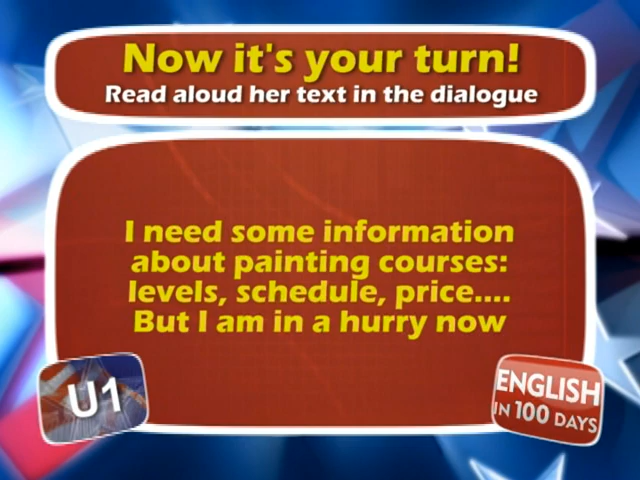 Now it's your turn!
Read aloud her text in the dialogue
I need some information
about painting courses:
levels, schedule, price....
But I am in a hurry now
U1
ENGLISH
IN 100 DAYS